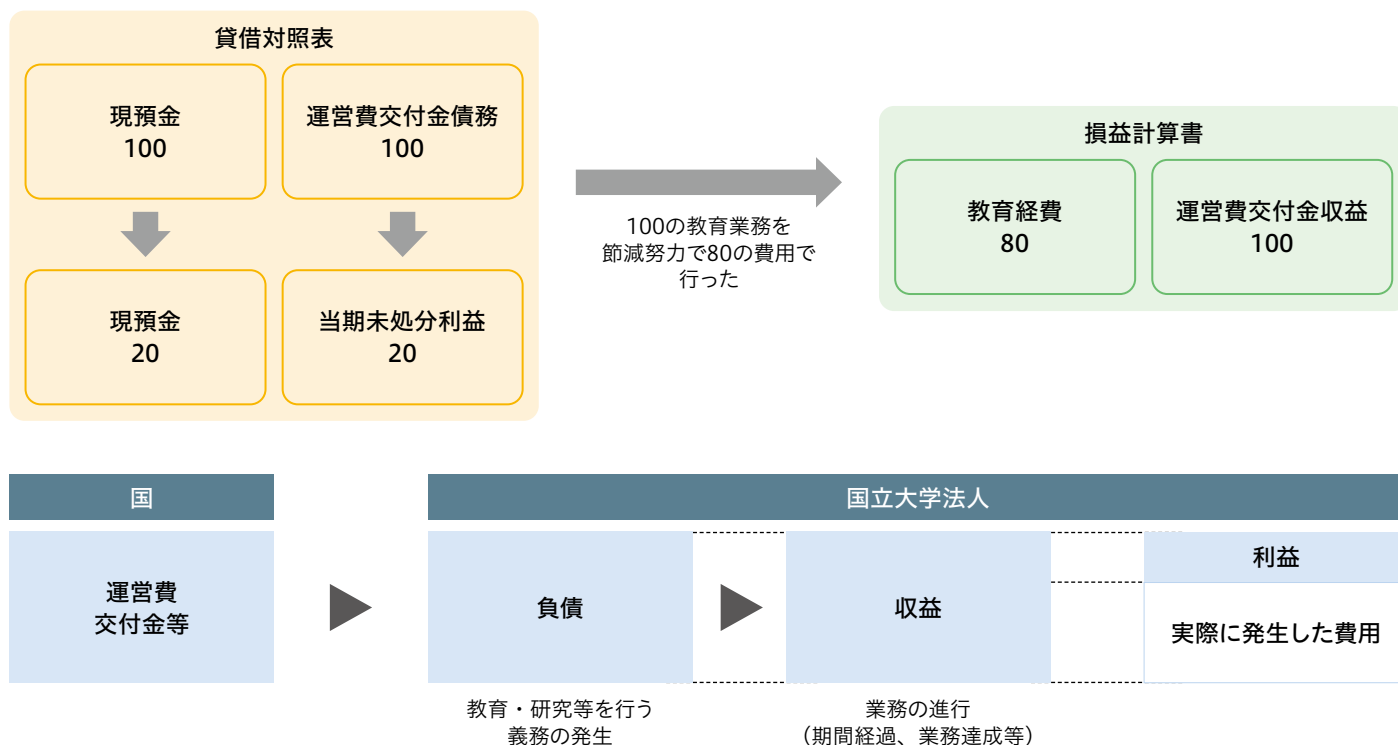 貸借対照表
現預金
100
運営費交付金債務
100
現預金
20
当期未処分利益
20
100の教育業務を
節減努力で80の費用で
行った
損益計算書
教育経費
80
運営費交付金収益
100
国
国立大学法人
運営費
交付金等
負債
収益
利益
実際に発生した費用
教育・研究等を行う
義務の発生
業務の進行
（期間経過、業務達成等）